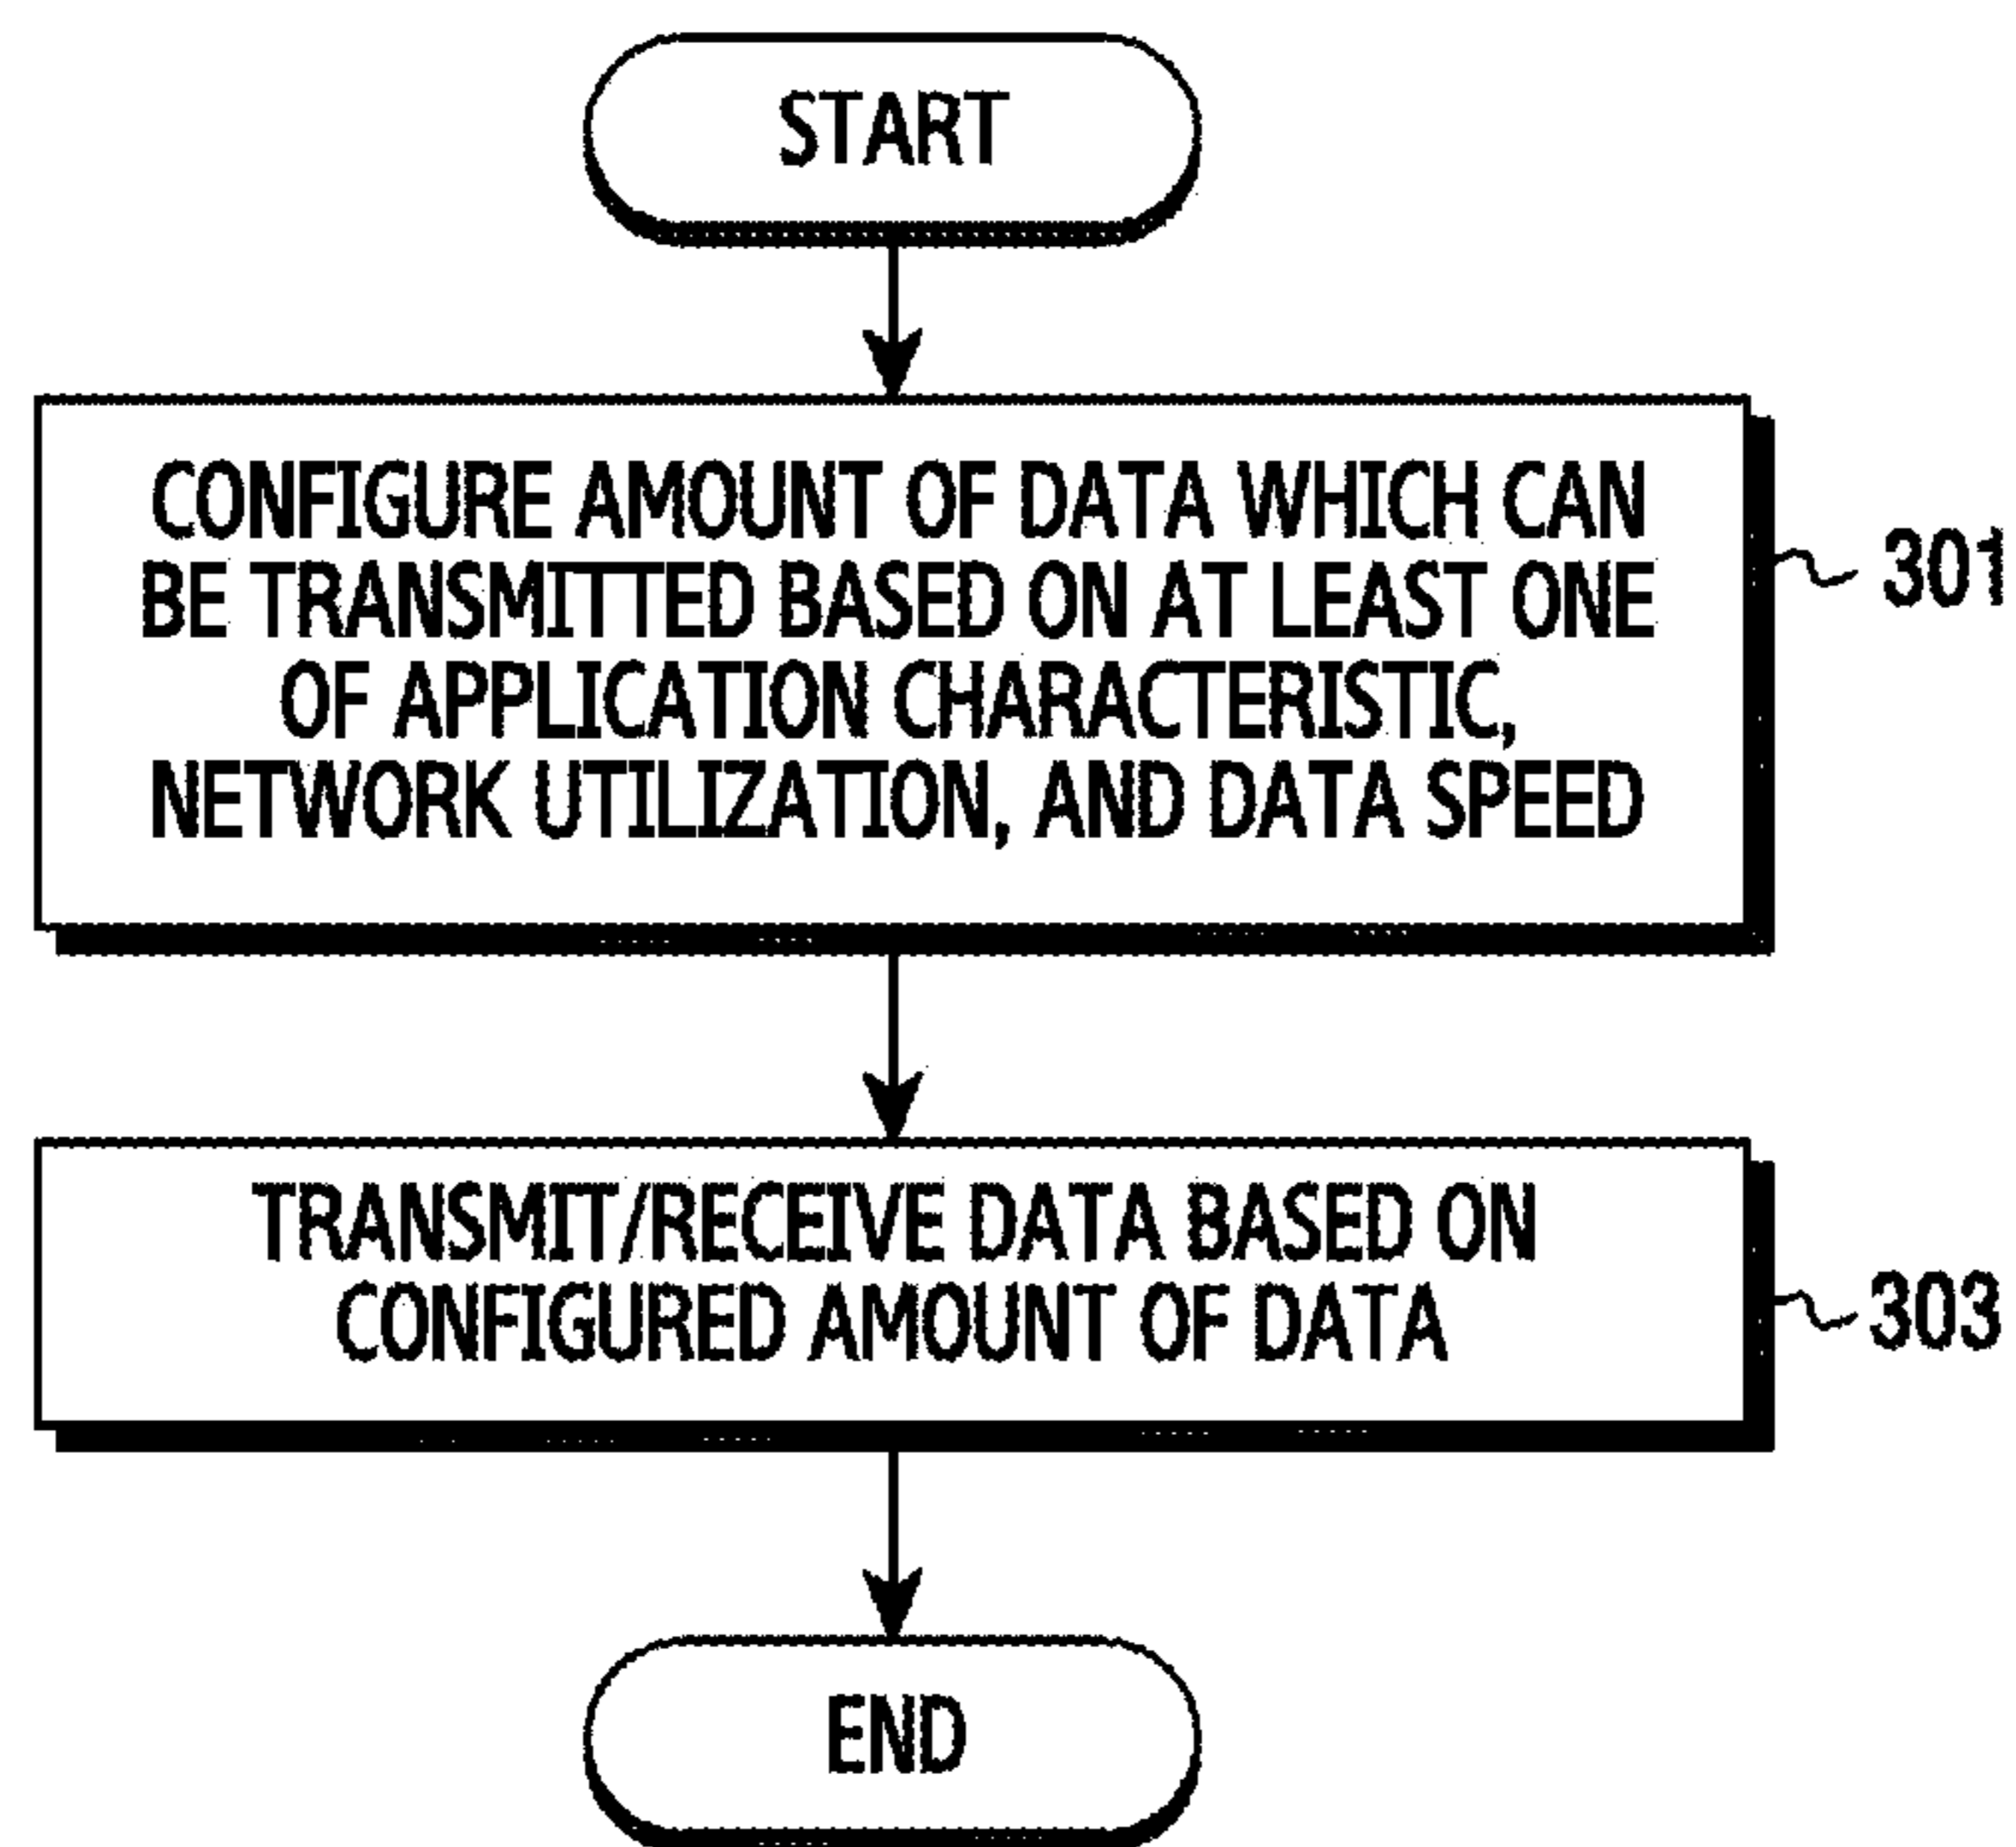 START
CONFIGURE AMOUNT OF DATA WHICH CAN
BE TRANSMITTED BASED ON AT LEAST ONE
OF APPLICATION CHARACTERISTIC,
NETWORK UTILIZATION, AND DATA SPEED
301
TRANSMIT/RECEIVE DATA BASED ON
CONFIGURED AMOUNT OF DATA
303
END